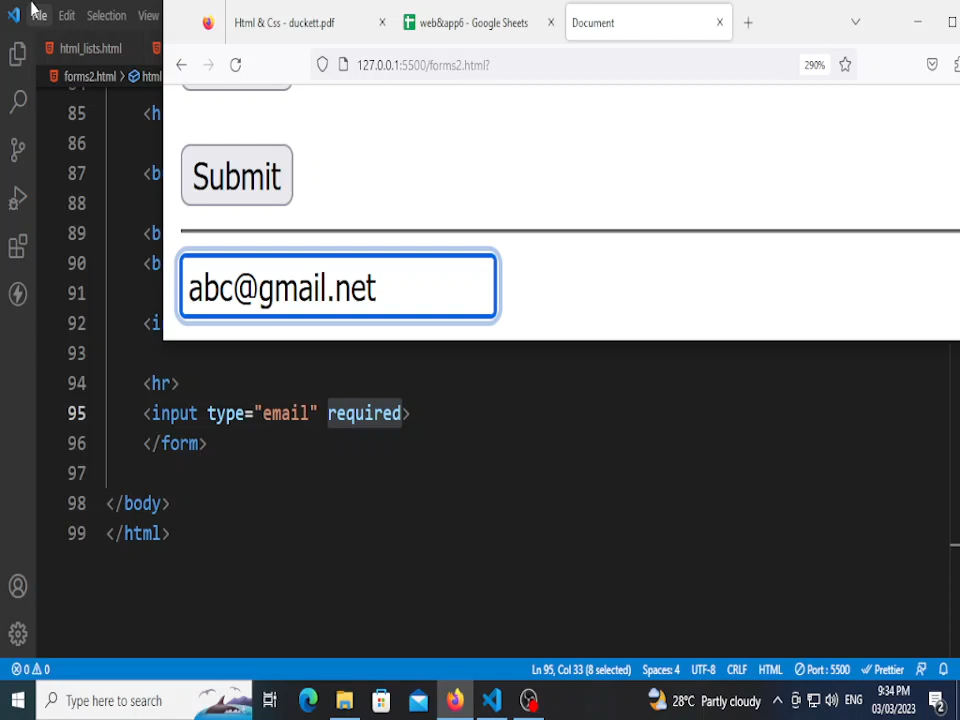 File Edit Selection View
Html & Css - duckett.pdf
web&app6 - Google Sheets
Document
html_lists.html
127.0.0.1:5500/forms2.html?
290%
forms2.html > html
85 <h
86
87 <b
88
89 <b
90 <b
91
92 <i
93
94 <hr>
95 <input type="email" required>
96 </form>
97
98 </body>
99 </html>
Submit
abc@gmail.net
0 0
Ln 95, Col 33 (8 selected) Spaces: 4 UTF-8 CRLF HTML Port : 5500 Prettier
Type here to search
28°C Partly cloudy
ENG
9:34 PM
03/03/2023
2